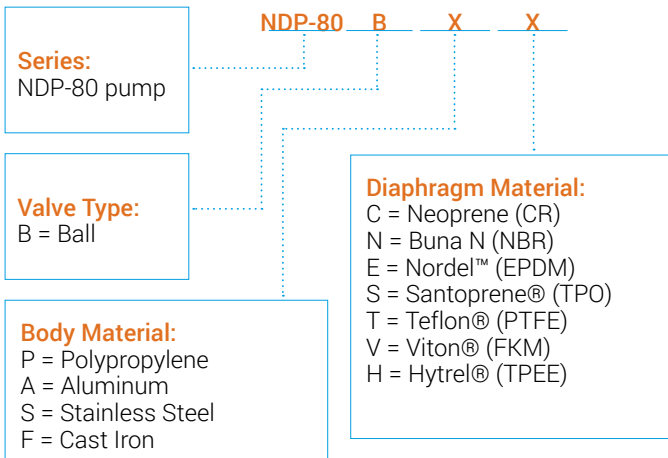 NDP-80 B X X
Series:
NDP-80 pump
Valve Type:
B = Ball
Body Material:
P = Polypropylene
A = Aluminum
S = Stainless Steel
F = Cast Iron
Diaphragm Material:
C = Neoprene (CR)
N = Buna N (NBR)
E = Nordel™ (EPDM)
S = Santoprene® (TPO)
T = Teflon® (PTFE)
V = Viton® (FKM)
H = Hytrel® (TPEE)